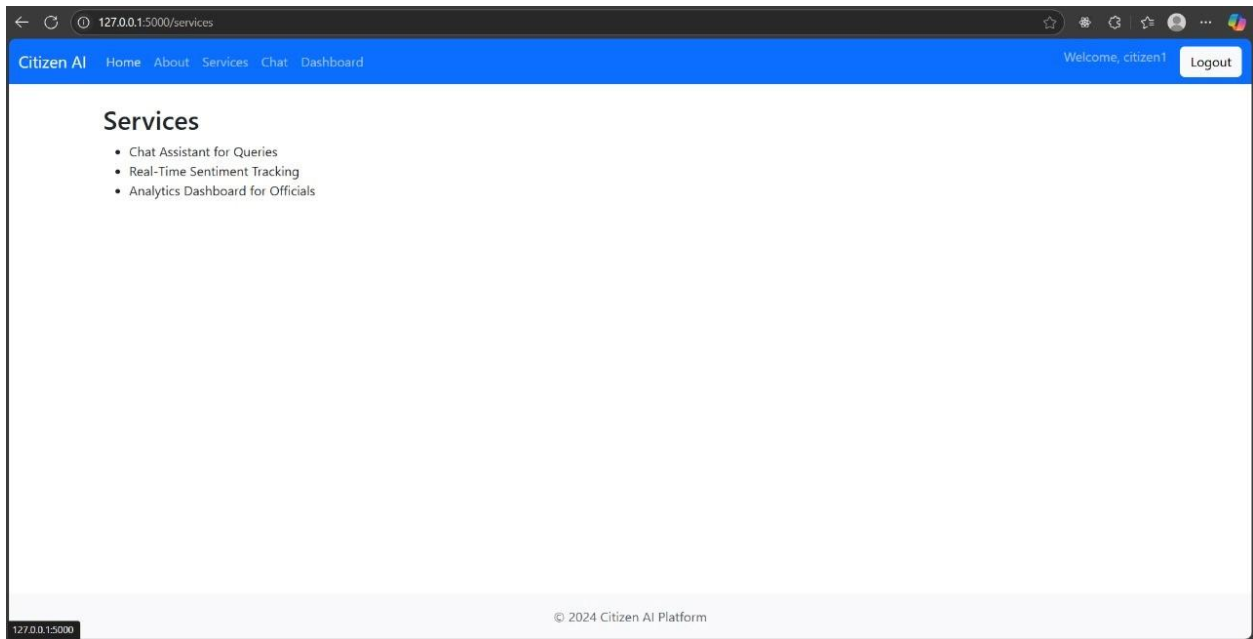 127.0.0.1:5000/services
Citizen AI Home About Services Chat Dashboard Welcome, citizen1 Logout
Services
• Chat Assistant for Queries
• Real-Time Sentiment Tracking
• Analytics Dashboard for Officials
© 2024 Citizen AI Platform
127.0.0.1:5000